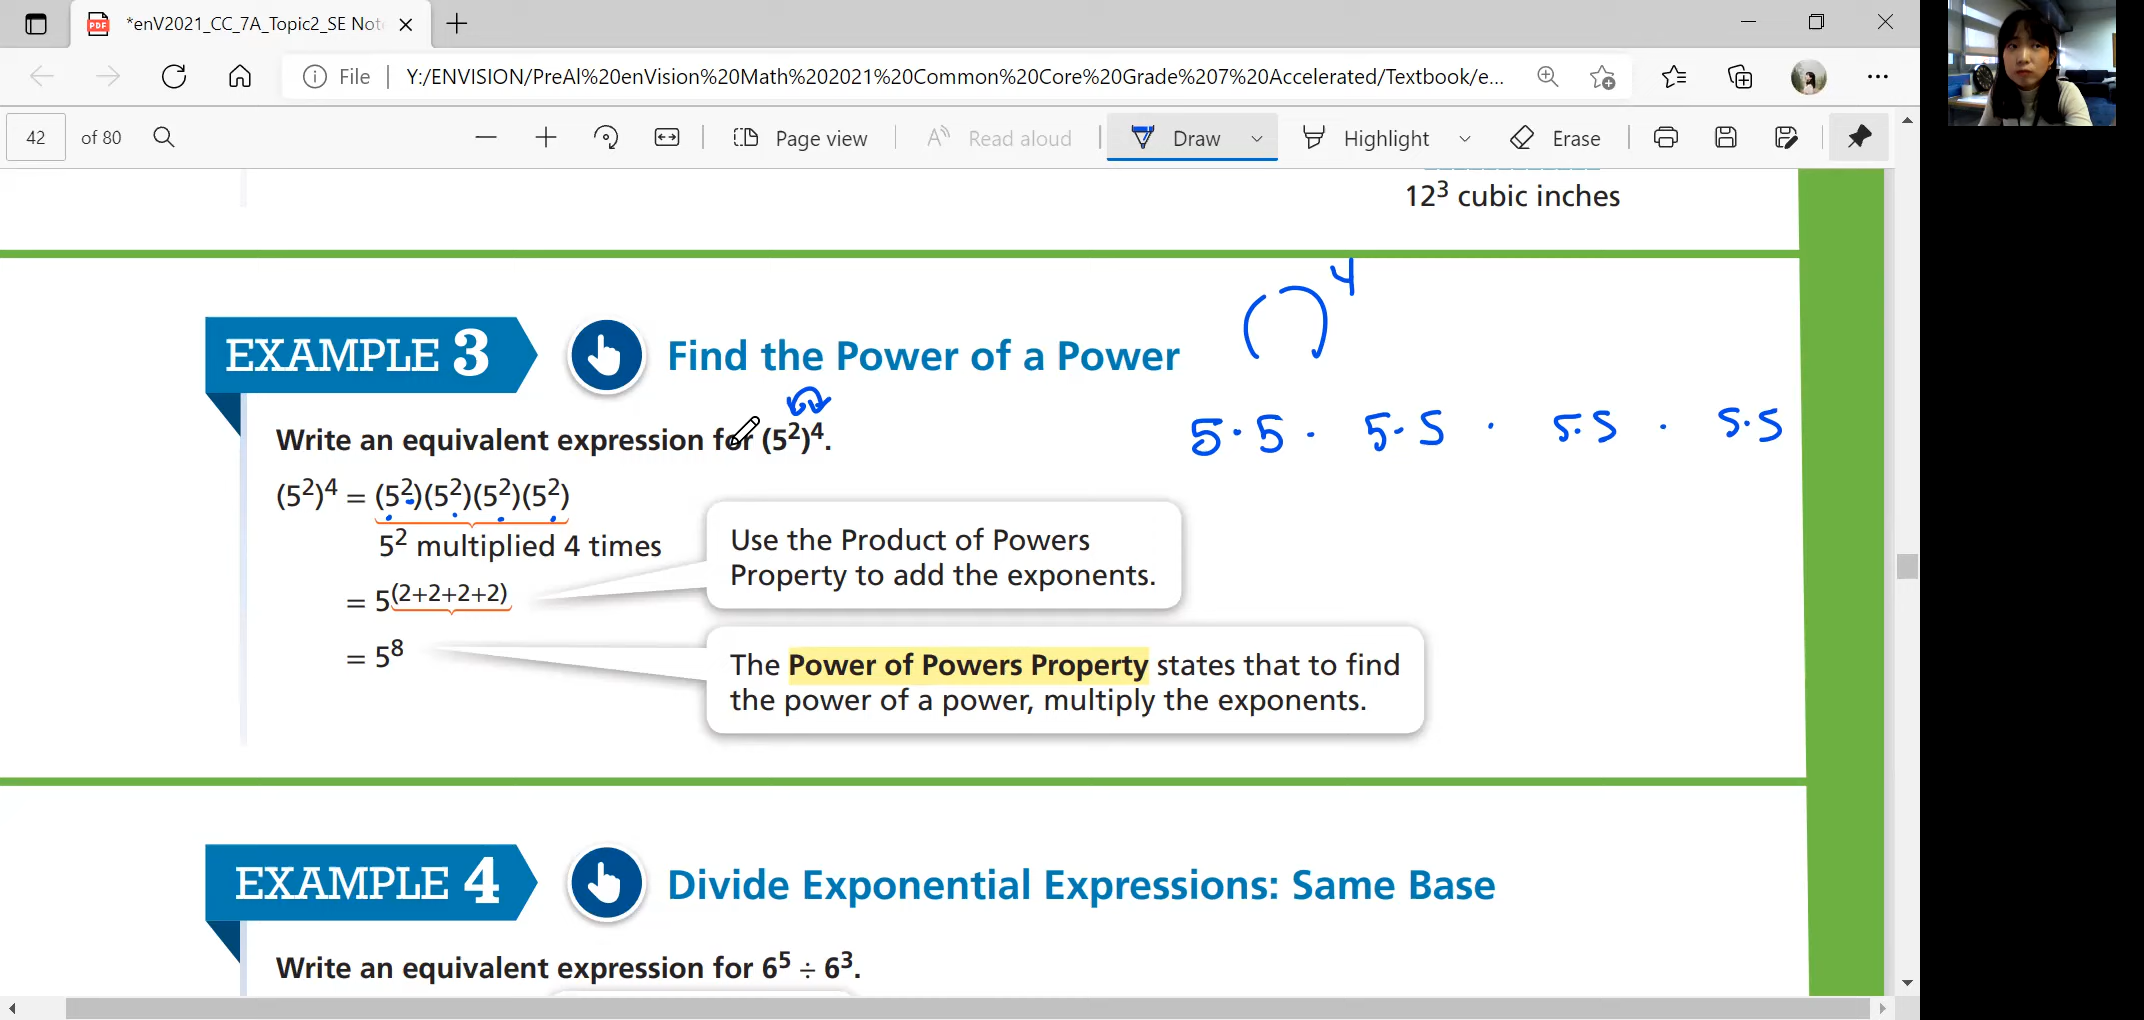 *enV2021_CC_7A_Topic2_SE Not
File
Y:/ENVISION/PreAl%20enVision%20Math%202021%20Common%20Core%20Grade%207%20Accelerated/Textbook/e...
42 of 80
Page view
Read aloud
Draw
Highlight
Erase
12³ cubic inches
4
( )
EXAMPLE 3
Find the Power of a Power
Write an equivalent expression for (5²)⁴.
5 · 5 · 5 · 5 · 5·5 · 5·5
(5²)⁴ = (5²)(5²)(5²)(5²)
5² multiplied 4 times
Use the Product of Powers
Property to add the exponents.
= 5⁽²⁺²⁺²⁺²⁾
= 5⁸
The Power of Powers Property states that to find
the power of a power, multiply the exponents.
EXAMPLE 4
Divide Exponential Expressions: Same Base
Write an equivalent expression for 6⁵ ÷ 6³.